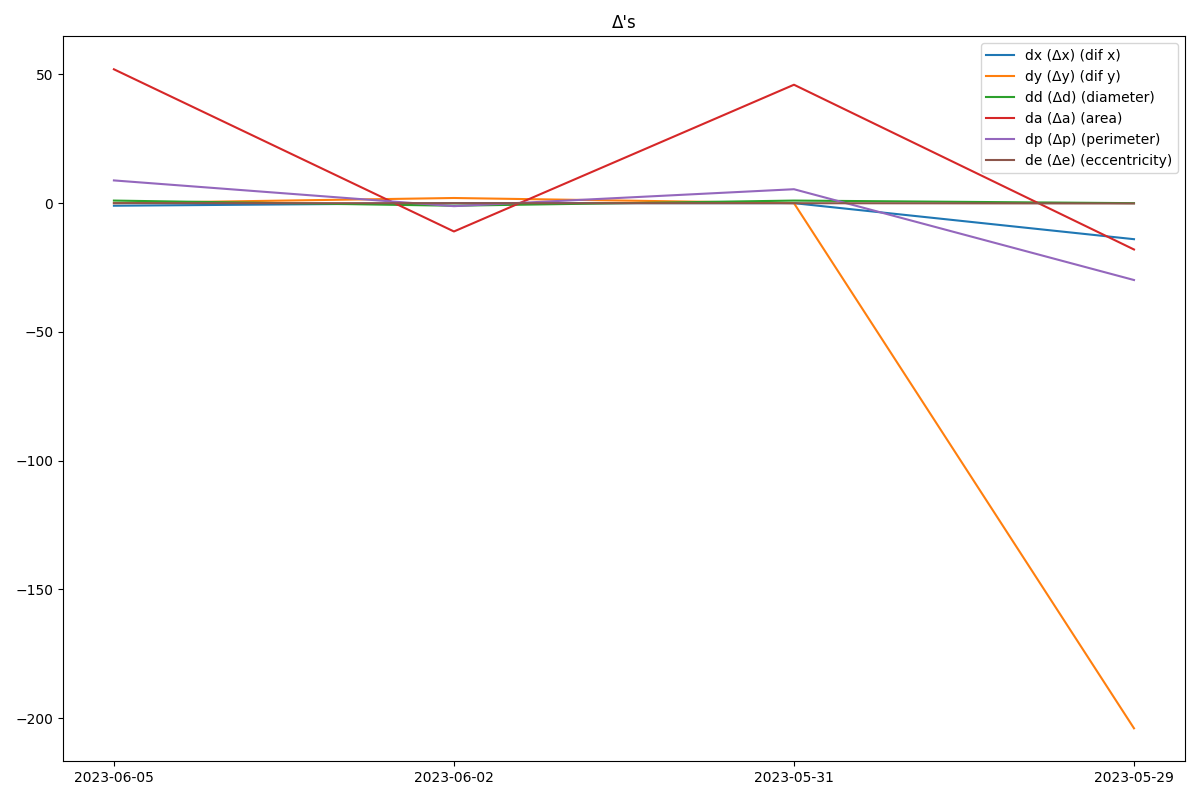 Δ's
dx (Δx) (dif x)
dy (Δy) (dif y)
dd (Δd) (diameter)
da (Δa) (area)
dp (Δp) (perimeter)
de (Δe) (eccentricity)
50
0
−50
−100
−150
−200
2023-06-05
2023-06-02
2023-05-31
2023-05-29